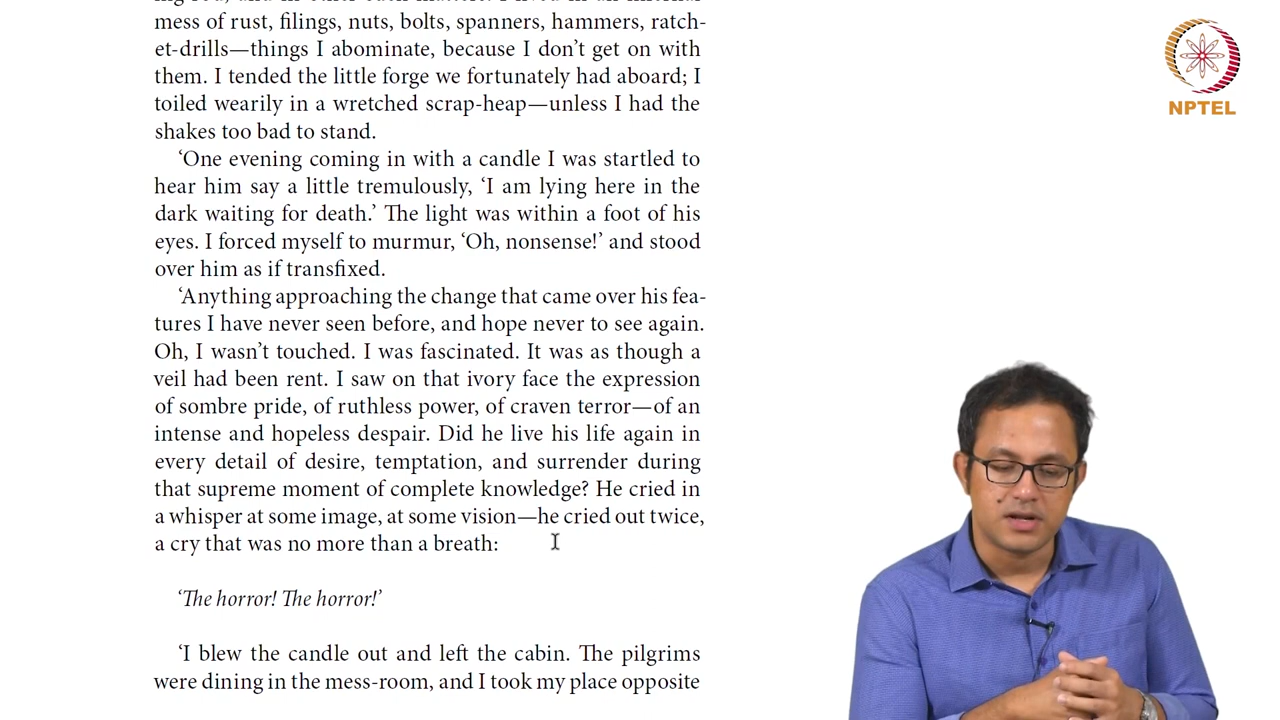 mess of rust, filings, nuts, bolts, spanners, hammers, ratch-
et-drills—things I abominate, because I don’t get on with
them. I tended the little forge we fortunately had aboard; I
toiled wearily in a wretched scrap-heap—unless I had the
shakes too bad to stand.
‘One evening coming in with a candle I was startled to
hear him say a little tremulously, ‘I am lying here in the
dark waiting for death.’ The light was within a foot of his
eyes. I forced myself to murmur, ‘Oh, nonsense!’ and stood
over him as if transfixed.
‘Anything approaching the change that came over his fea-
tures I have never seen before, and hope never to see again.
Oh, I wasn’t touched. I was fascinated. It was as though a
veil had been rent. I saw on that ivory face the expression
of sombre pride, of ruthless power, of craven terror—of an
intense and hopeless despair. Did he live his life again in
every detail of desire, temptation, and surrender during
that supreme moment of complete knowledge? He cried in
a whisper at some image, at some vision—he cried out twice,
a cry that was no more than a breath:
‘The horror! The horror!’
‘I blew the candle out and left the cabin. The pilgrims
were dining in the mess-room, and I took my place opposite
NPTEL